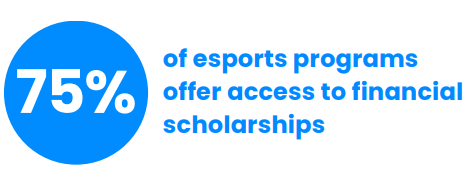 75%
of esports programs
offer access to financial
scholarships